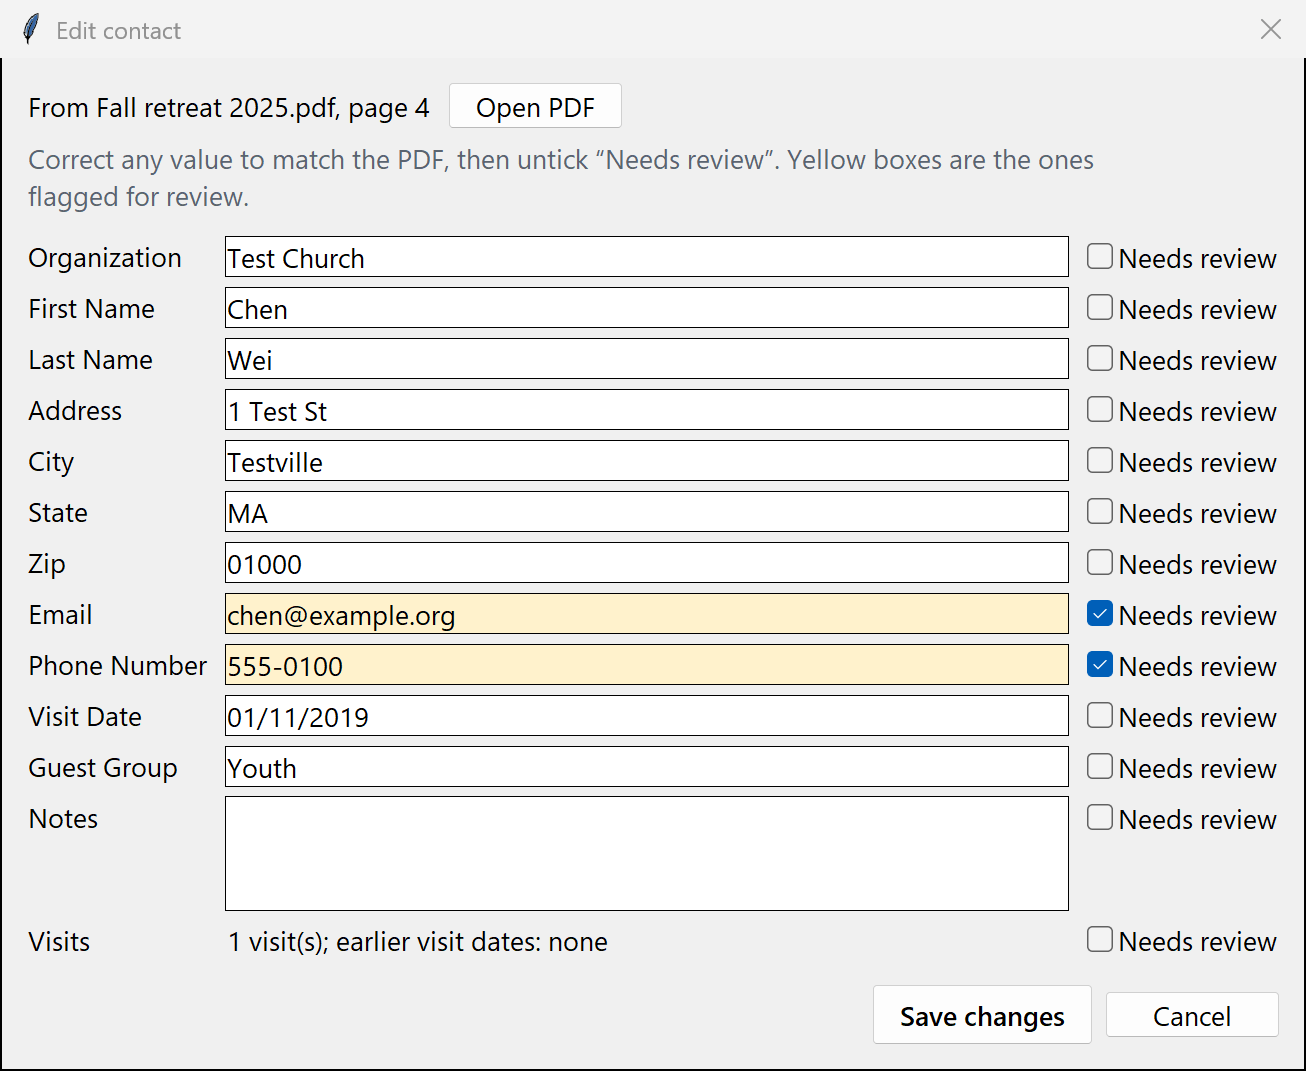 Edit contact
From Fall retreat 2025.pdf, page 4 Open PDF
Correct any value to match the PDF, then untick “Needs review”. Yellow boxes are the ones
flagged for review.
Organization Test Church Needs review
First Name Chen Needs review
Last Name Wei Needs review
Address 1 Test St Needs review
City Testville Needs review
State MA Needs review
Zip 01000 Needs review
Email chen@example.org Needs review
Phone Number 555-0100 Needs review
Visit Date 01/11/2019 Needs review
Guest Group Youth Needs review
Notes Needs review
Visits 1 visit(s); earlier visit dates: none Needs review
Save changes Cancel